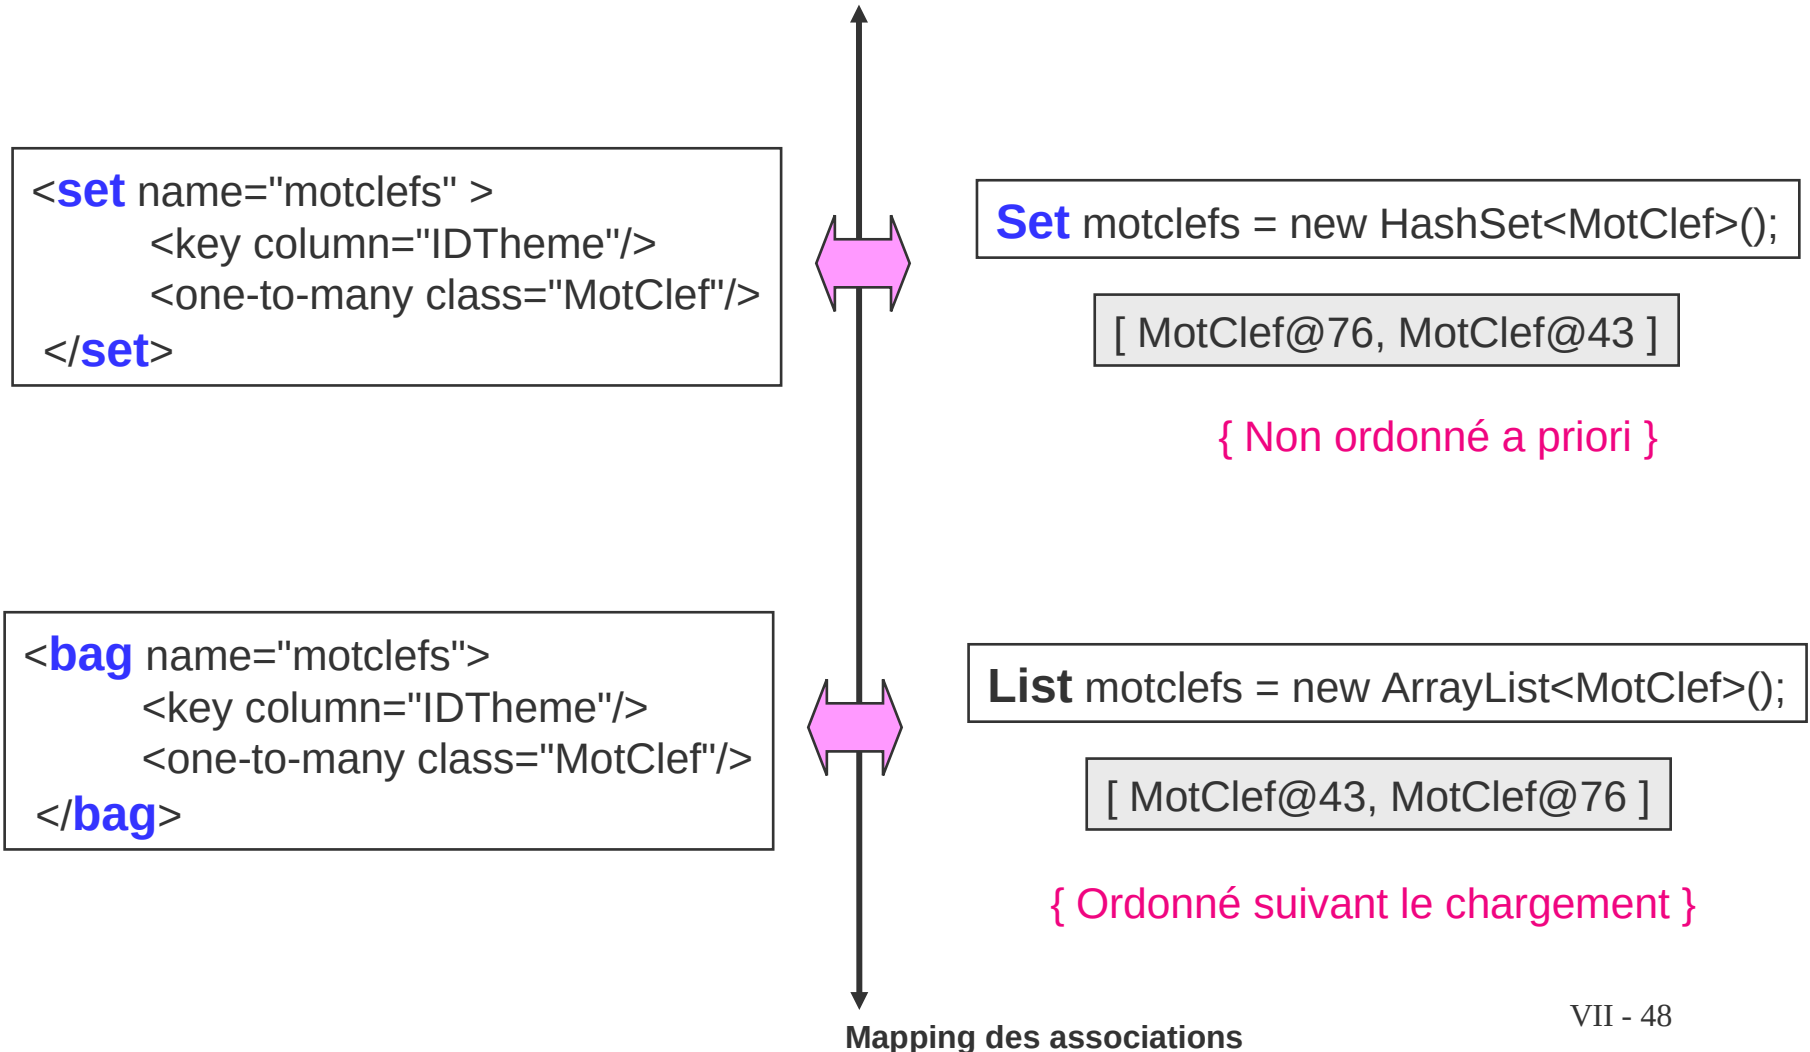 <set name="motclefs" >
<key column="IDTheme"/>
<one-to-many class="MotClef"/>
</set>
Set motclefs = new HashSet<MotClef>();
[ MotClef@76, MotClef@43 ]
{ Non ordonné a priori }
<bag name="motclefs">
<key column="IDTheme"/>
<one-to-many class="MotClef"/>
</bag>
List motclefs = new ArrayList<MotClef>();
[ MotClef@43, MotClef@76 ]
{ Ordonné suivant le chargement }
VII - 48
Mapping des associations